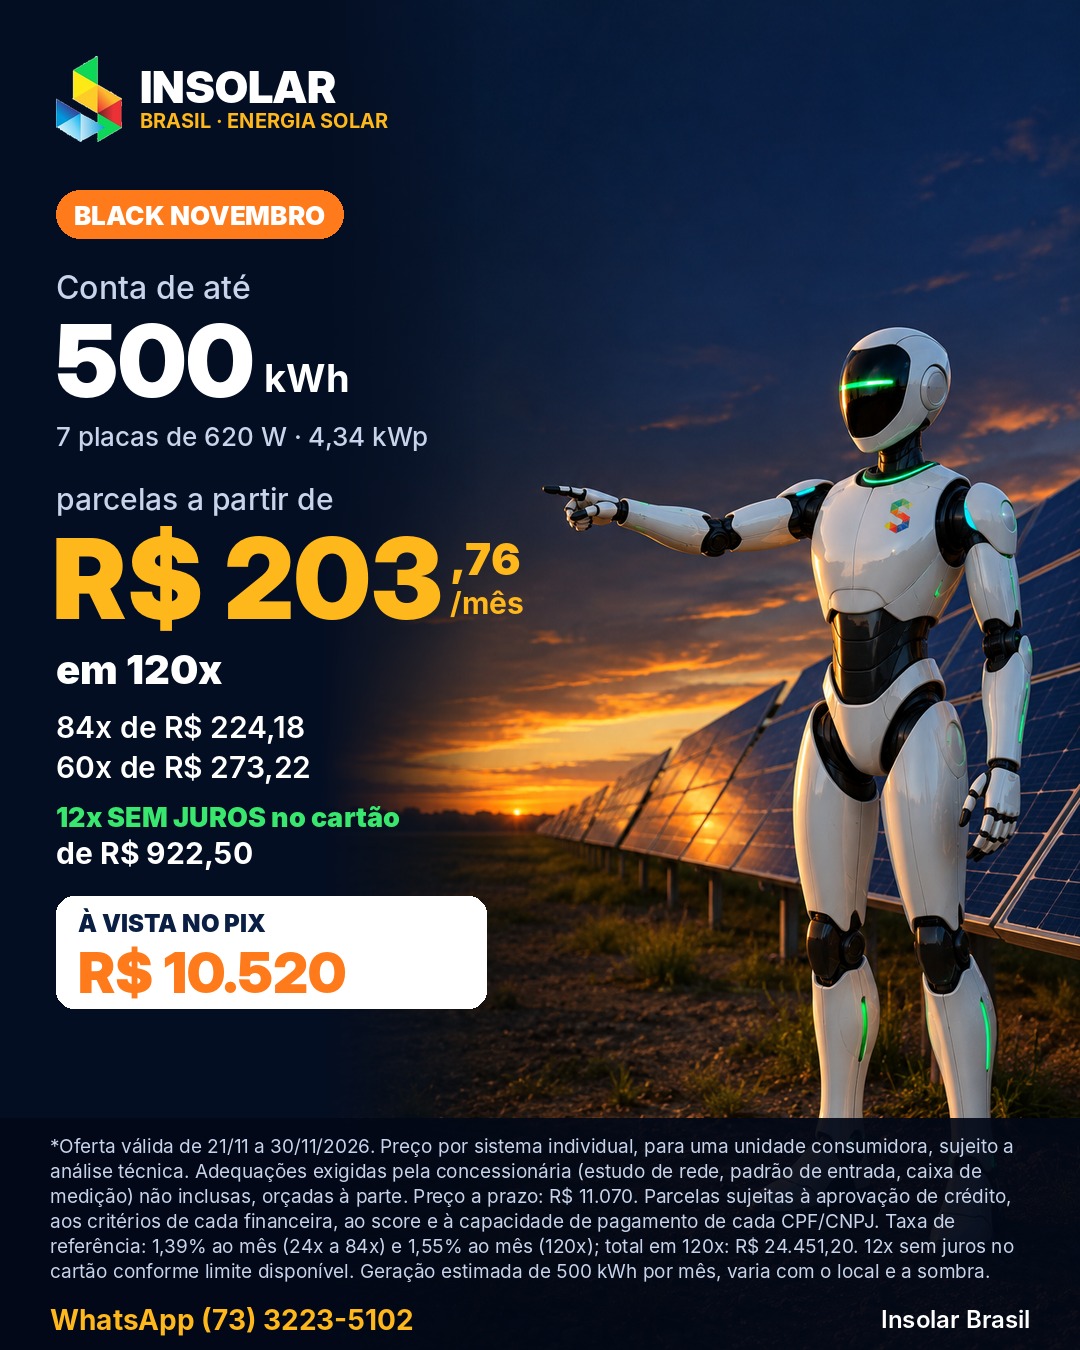 INSOLAR
BRASIL · ENERGIA SOLAR
BLACK NOVEMBRO
Conta de até
500 kWh
7 placas de 620 W · 4,34 kWp
parcelas a partir de
R$ 203,76
/mês
em 120x
84x de R$ 224,18
60x de R$ 273,22
12x SEM JUROS no cartão
de R$ 922,50
À VISTA NO PIX
R$ 10.520
*Oferta válida de 21/11 a 30/11/2026. Preço por sistema individual, para uma unidade consumidora, sujeito a
análise técnica. Adequações exigidas pela concessionária (estudo de rede, padrão de entrada, caixa de
medição) não inclusas, orçadas à parte. Preço a prazo: R$ 11.070. Parcelas sujeitas à aprovação de crédito,
aos critérios de cada financeira, ao score e à capacidade de pagamento de cada CPF/CNPJ. Taxa de
referência: 1,39% ao mês (24x a 84x) e 1,55% ao mês (120x); total em 120x: R$ 24.451,20. 12x sem juros no
cartão conforme limite disponível. Geração estimada de 500 kWh por mês, varia com o local e a sombra.
WhatsApp (73) 3223-5102
Insolar Brasil